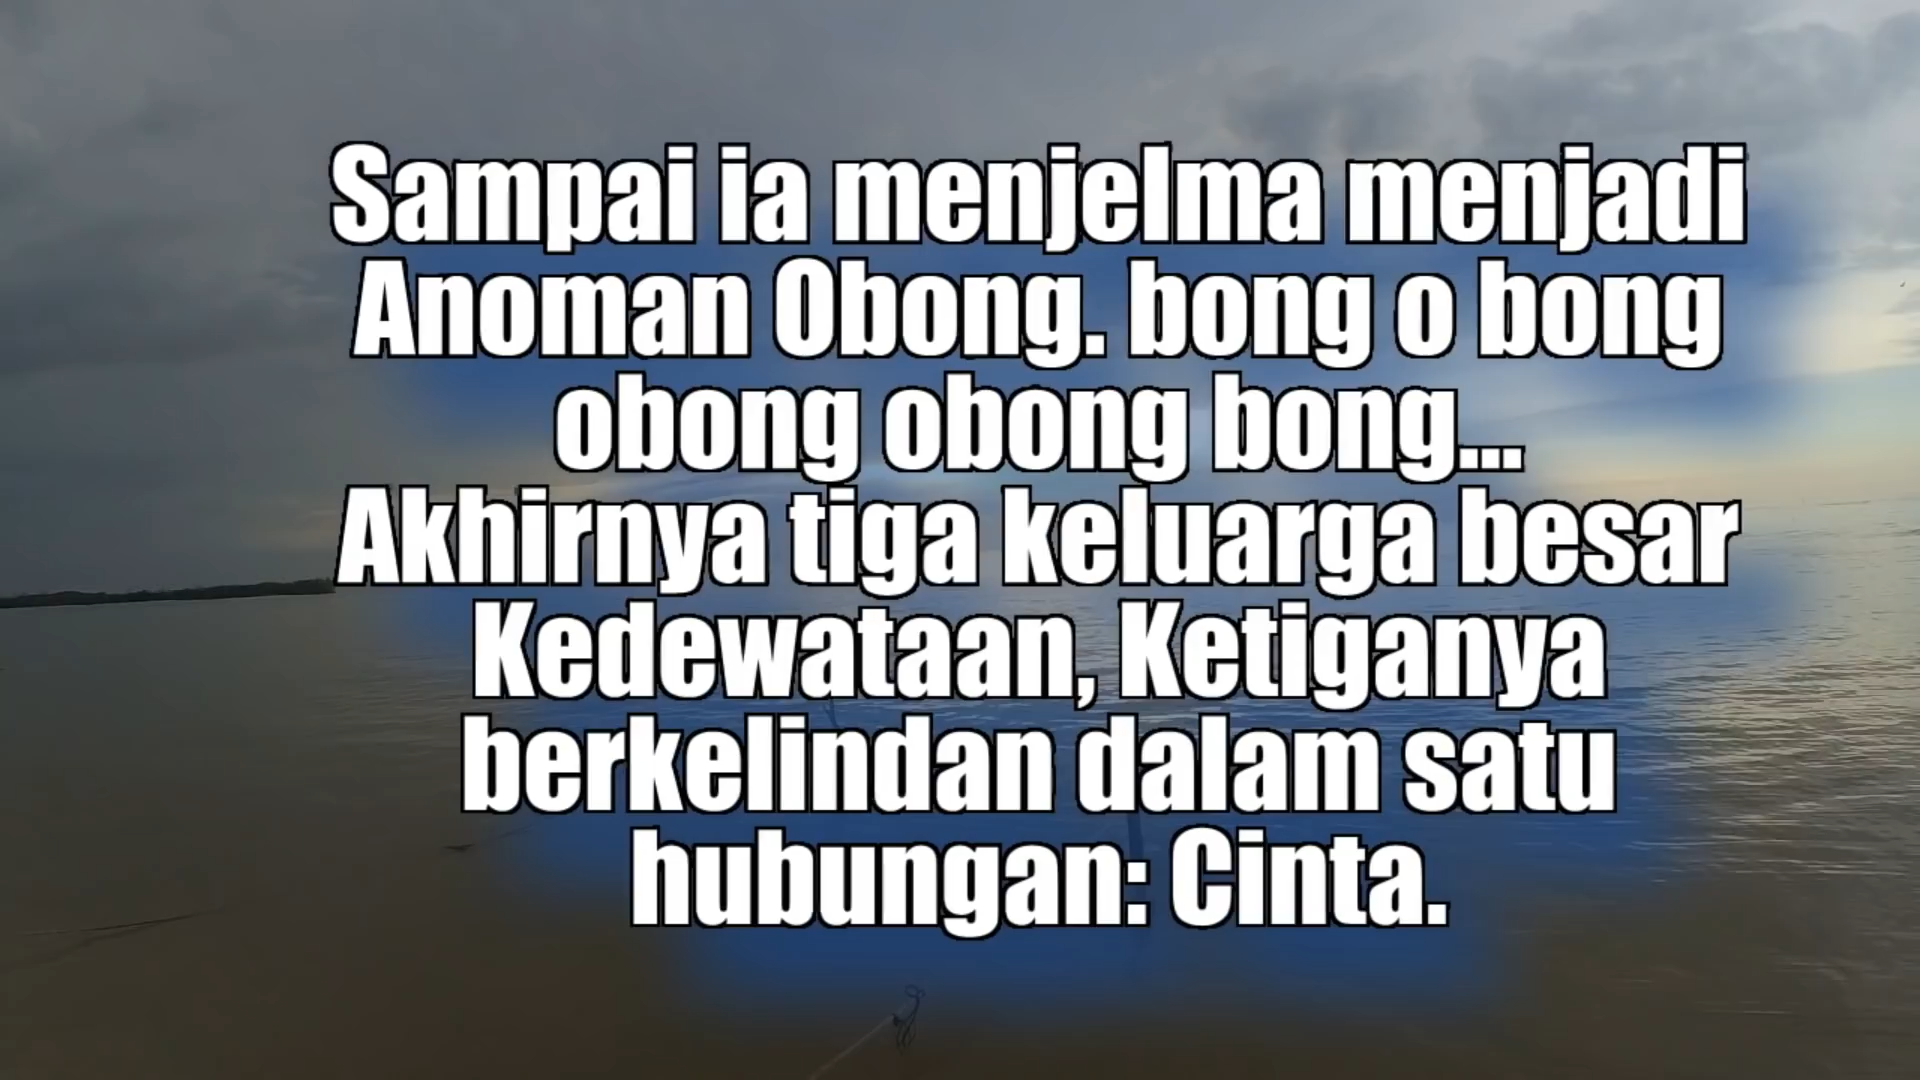 Sampai ia menjelma menjadi
Anoman Obong. bong o bong
obong obong bong...
Akhirnya tiga keluarga besar
Kedewataan, Ketiganya
berkelindan dalam satu
hubungan: Cinta.